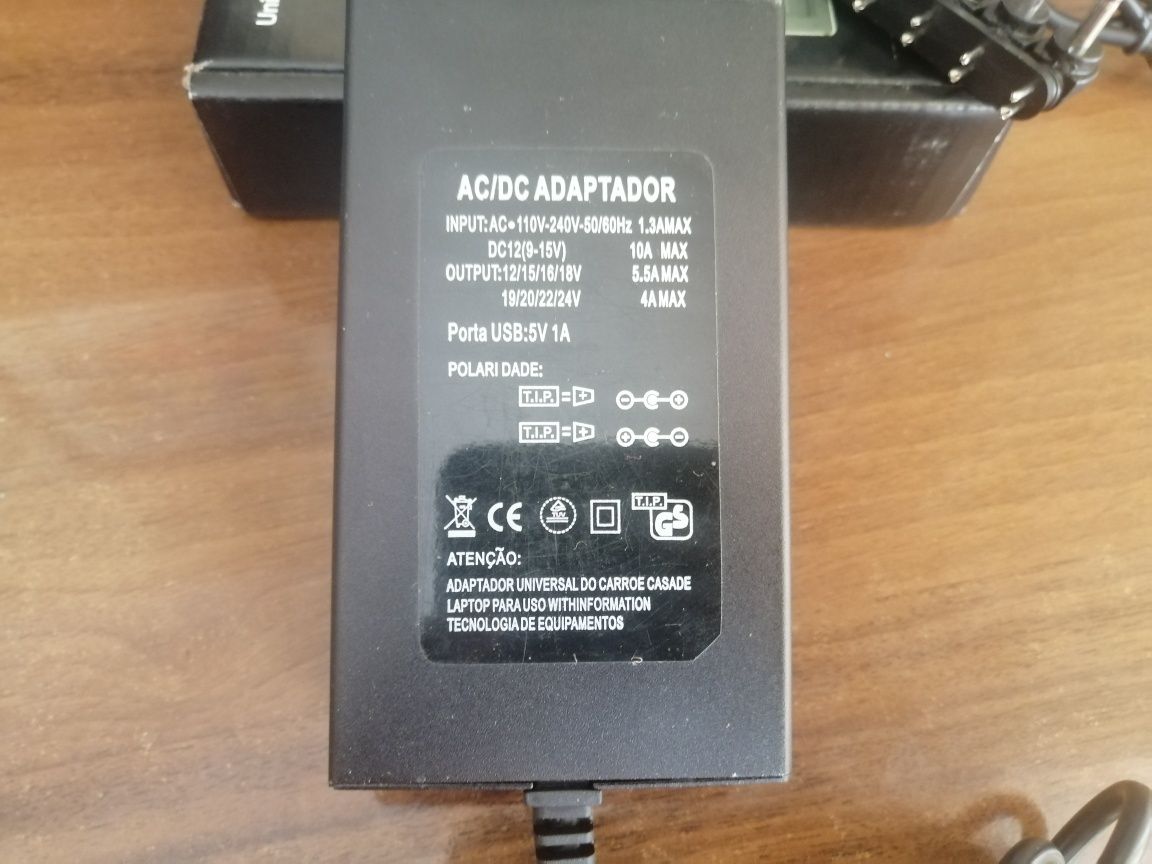 AC/DC ADAPTADOR
INPUT:AC•110V-240V-50/60Hz 1.3AMAX
DC12(9-15V) 10A MAX
OUTPUT:12/15/16/18V 5.5A MAX
19/20/22/24V 4A MAX
Porta USB:5V 1A
POLARI DADE:
T.I.P. = +
T.I.P. = +
CE TUV T.I.P. GS
ATENÇÃO:
ADAPTADOR UNIVERSAL DO CARROE CASADE
LAPTOP PARA USO WITHINFORMATION
TECNOLOGIA DE EQUIPAMENTOS